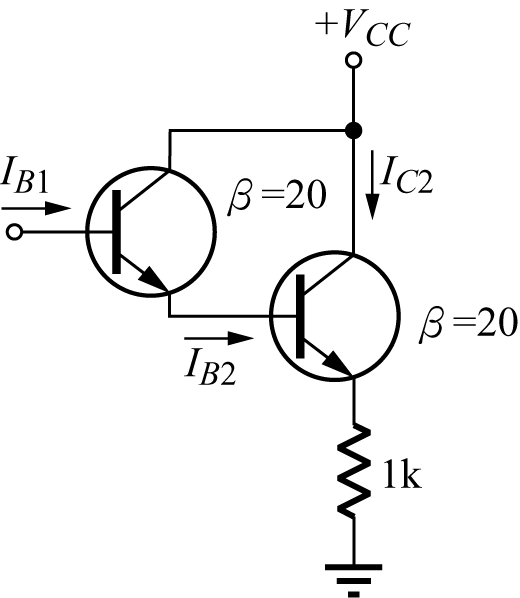 +V_CC
I_B1
β=20
I_C2
β=20
I_B2
1k